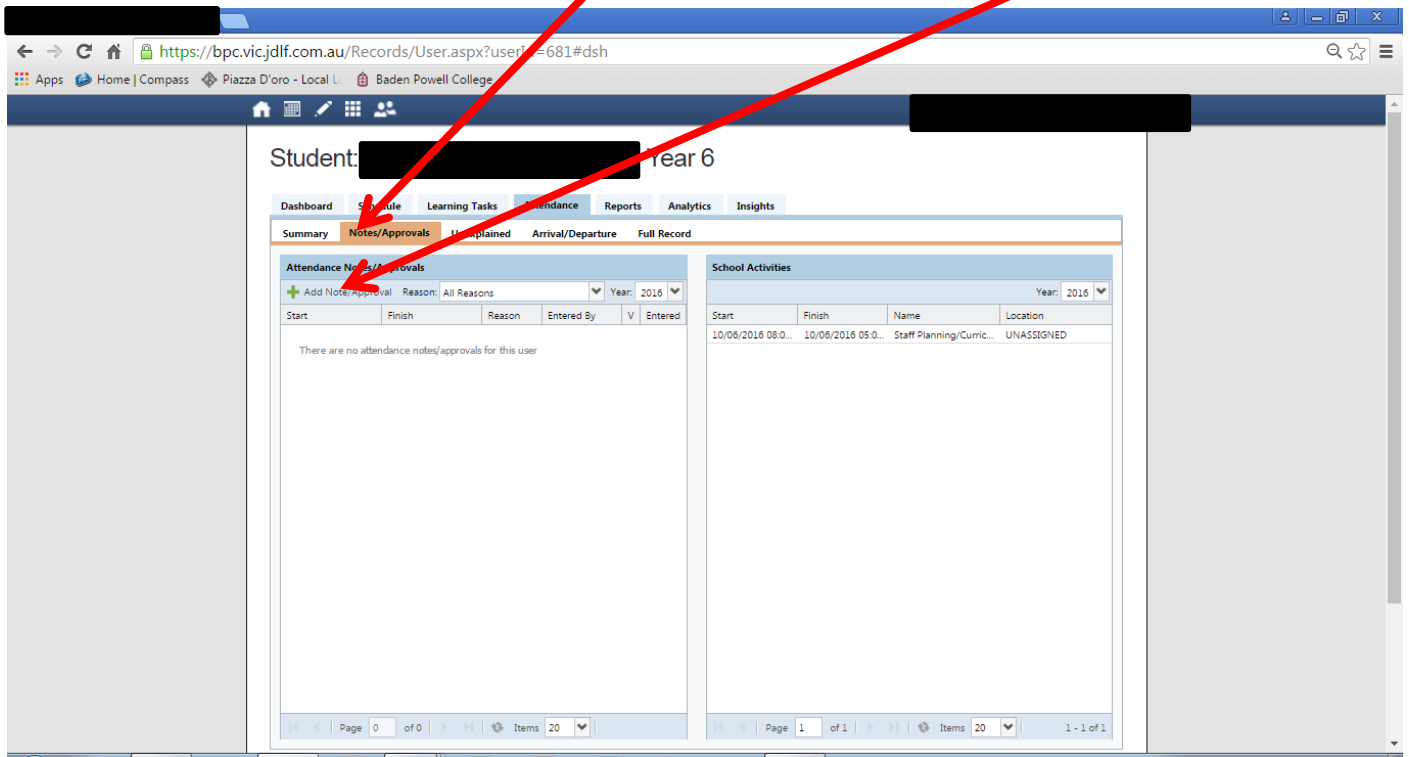 https://bpc.vic.jdlf.com.au/Records/User.aspx?userId=681#dsh
Apps Home | Compass Piazza D'oro - Local Baden Powell College
Student: Year 6
Dashboard Schedule Learning Tasks Attendance Reports Analytics Insights
Summary Notes/Approvals Unexplained Arrival/Departure Full Record
Attendance Notes/Approvals
Add Note/Approval Reason: All Reasons Year: 2016
Start Finish Reason Entered By V Entered
There are no attendance notes/approvals for this user
Page 0 of 0 Items 20
School Activities
Year: 2016
Start Finish Name Location
10/06/2016 08:0... 10/06/2016 05:0... Staff Planning/Curric... UNASSIGNED
Page 1 of 1 Items 20 1 - 1 of 1